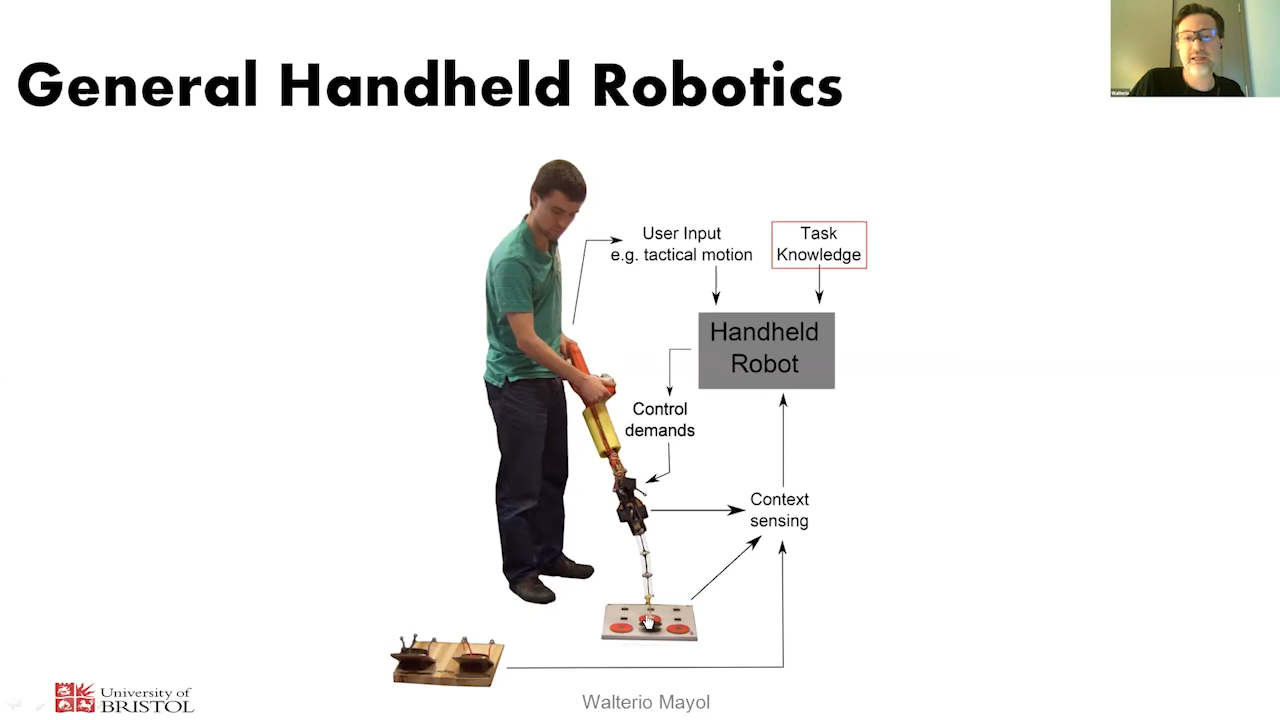 General Handheld Robotics
Walterio
User Input
e.g. tactical motion
Task
Knowledge
Handheld
Robot
Control
demands
Context
sensing
University of
BRISTOL
Walterio Mayol